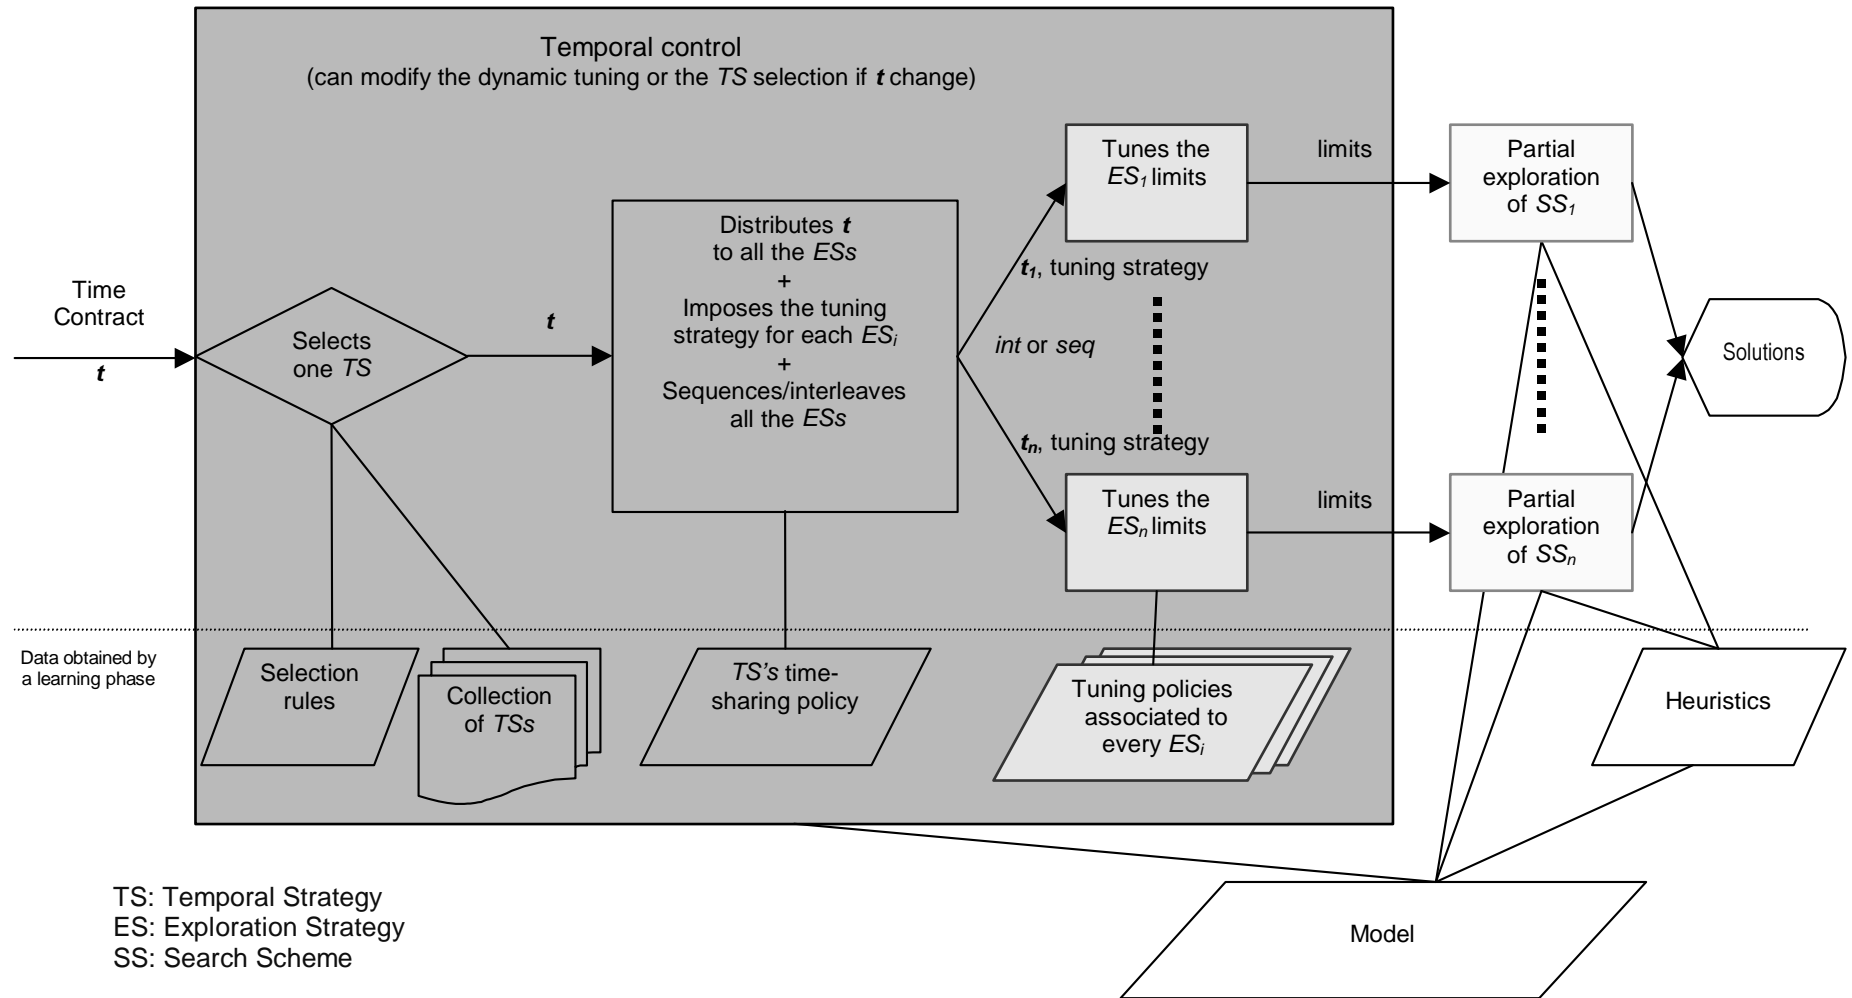 Temporal control
(can modify the dynamic tuning or the TS selection if t change)
Time
Contract
t
Selects
one TS
t
Distributes t
to all the ESs
+
Imposes the tuning
strategy for each ESi
+
Sequences/interleaves
all the ESs
int or seq
t1, tuning strategy
tn, tuning strategy
Tunes the
ES1 limits
limits
Partial
exploration
of SS1
Tunes the
ESn limits
limits
Partial
exploration
of SSn
Solutions
Data obtained by
a learning phase
Selection
rules
Collection
of TSs
TS's time-
sharing policy
Tuning policies
associated to
every ESi
Heuristics
Model
TS: Temporal Strategy
ES: Exploration Strategy
SS: Search Scheme